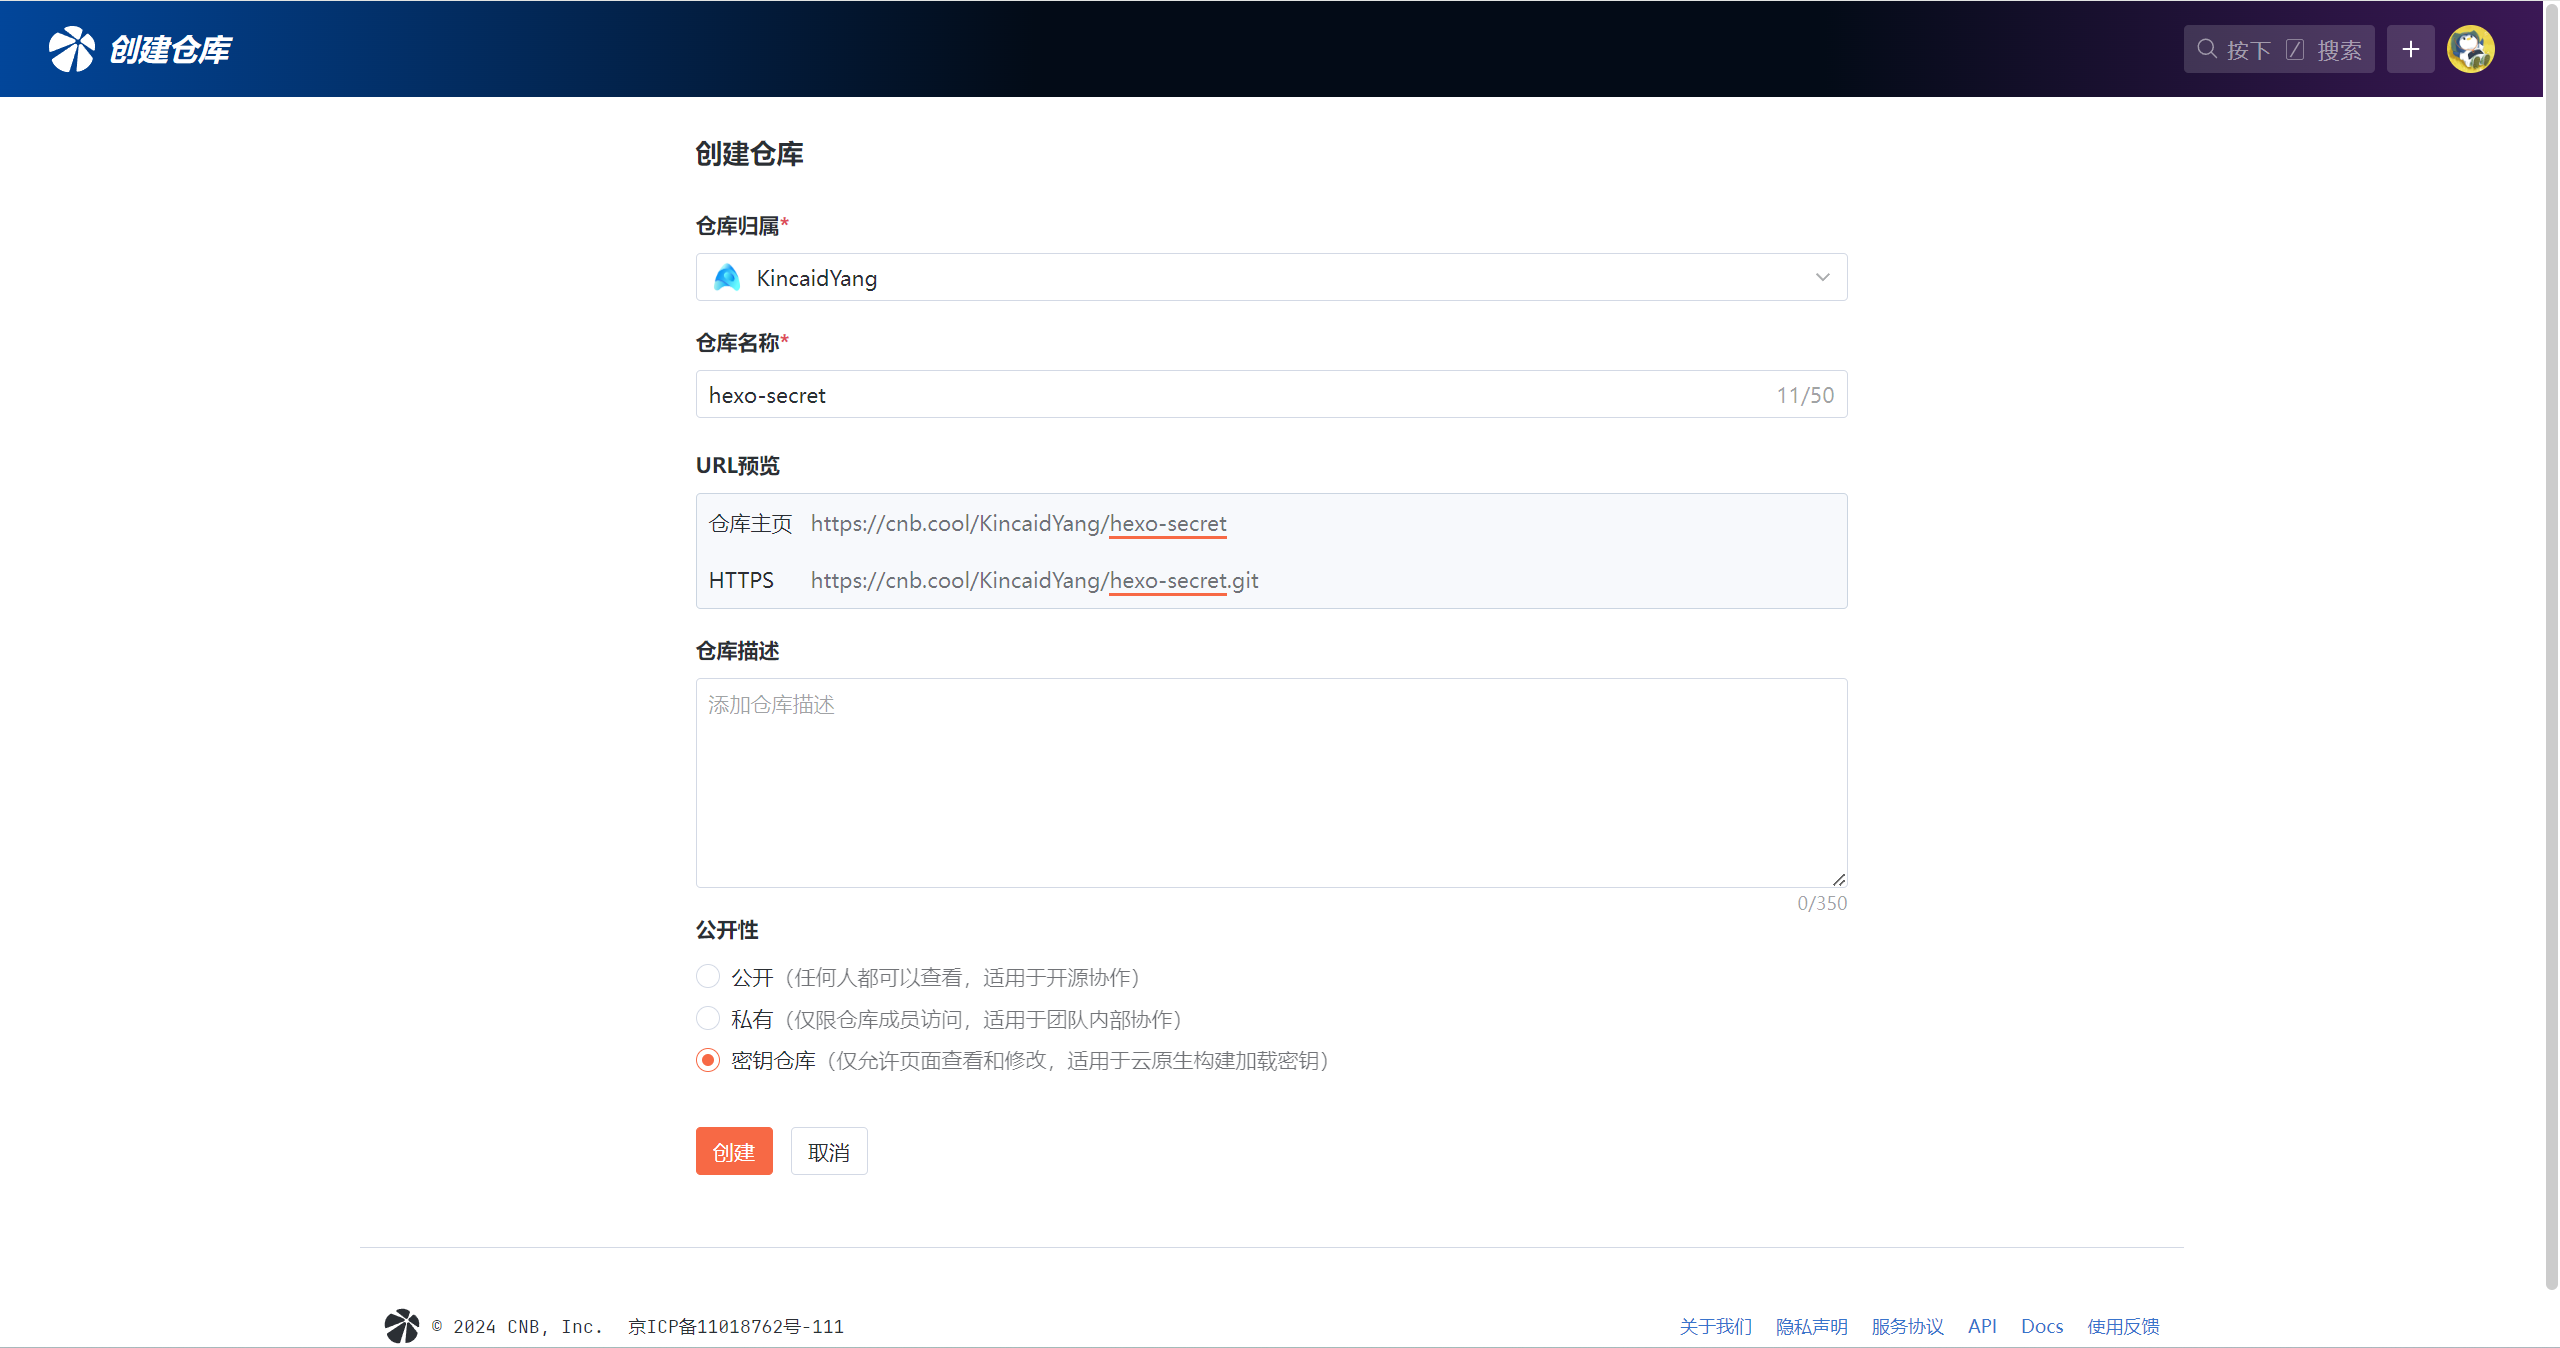 创建仓库
按下 / 搜索
创建仓库
仓库归属*
KincaidYang
仓库名称*
hexo-secret 11/50
URL预览
仓库主页 https://cnb.cool/KincaidYang/hexo-secret
HTTPS https://cnb.cool/KincaidYang/hexo-secret.git
仓库描述
添加仓库描述
0/350
公开性
公开（任何人都可以查看，适用于开源协作）
私有（仅限仓库成员访问，适用于团队内部协作）
密钥仓库（仅允许页面查看和修改，适用于云原生构建加载密钥）
创建 取消
© 2024 CNB, Inc. 京ICP备11018762号-111 关于我们 隐私声明 服务协议 API Docs 使用反馈